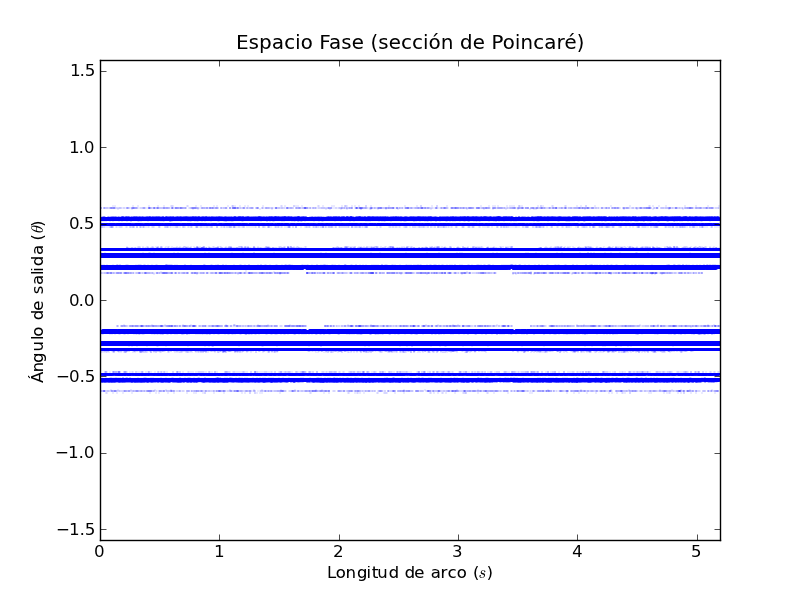 Espacio Fase (sección de Poincaré)
Ángulo de salida (θ)
1.5
1.0
0.5
0.0
−0.5
−1.0
−1.5
0 1 2 3 4 5
Longitud de arco (s)